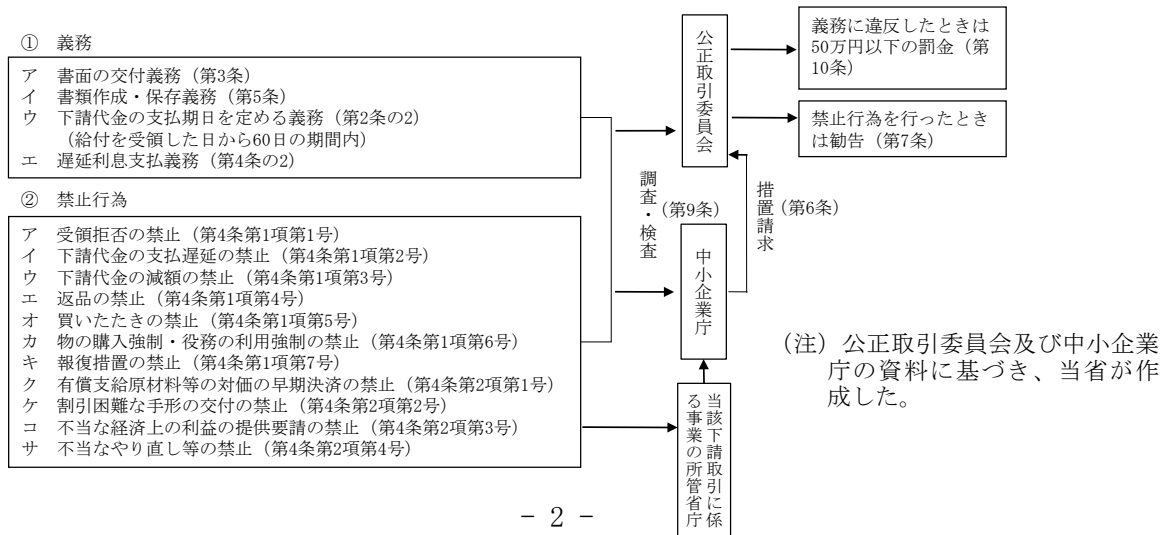 ① 義務
ア 書面の交付義務（第3条）
イ 書類作成・保存義務（第5条）
ウ 下請代金の支払期日を定める義務（第2条の2）
（給付を受領した日から60日の期間内）
エ 遅延利息支払義務（第4条の2）
② 禁止行為
ア 受領拒否の禁止（第4条第1項第1号）
イ 下請代金の支払遅延の禁止（第4条第1項第2号）
ウ 下請代金の減額の禁止（第4条第1項第3号）
エ 返品の禁止（第4条第1項第4号）
オ 買いたたきの禁止（第4条第1項第5号）
カ 物の購入強制・役務の利用強制の禁止（第4条第1項第6号）
キ 報復措置の禁止（第4条第1項第7号）
ク 有償支給原材料等の対価の早期決済の禁止（第4条第2項第1号）
ケ 割引困難な手形の交付の禁止（第4条第2項第2号）
コ 不当な経済上の利益の提供要請の禁止（第4条第2項第3号）
サ 不当なやり直し等の禁止（第4条第2項第4号）
調査・検査
（第9条）
公正取引委員会
中小企業庁
当該下請取引に係
る事業の所管省庁
措置請求
（第6条）
義務に違反したときは
50万円以下の罰金（第
10条）
禁止行為を行ったとき
は勧告（第7条）
（注）公正取引委員会及び中小企業
庁の資料に基づき、当省が作
成した。
- 2 -